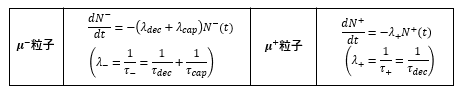 μ⁻粒子
dN⁻/dt = −(λ_dec + λ_cap)N⁻(t)
(λ₋ = 1/τ₋ = 1/τ_dec + 1/τ_cap)
μ⁺粒子
dN⁺/dt = −λ₊N⁺(t)
(λ₊ = 1/τ₊ = 1/τ_dec)